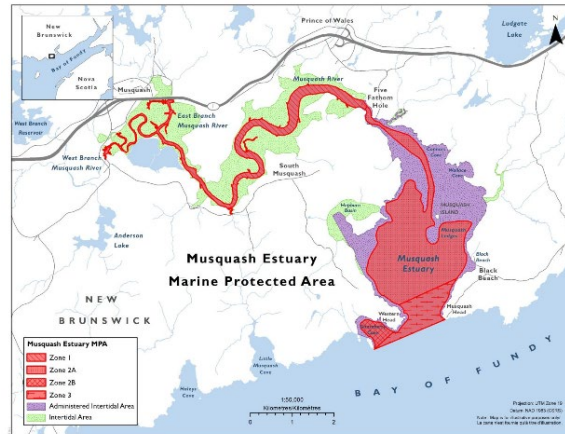 NEW
BRUNSWICK
Bay of Fundy
NOVA
SCOTIA
Prince of Wales
Ludgate
Lake
N
Musquash
Musquash River
Five
Fathom
Hole
West Branch
Reservoir
East Branch
Musquash River
West Branch
Musquash River
South
Musquash
Anderson
Lake
MUSQUASH
ISLAND
Musquash
Estuary
Black
Beach
Black
Beach
Musquash
Head
Western
Head
Musquash Estuary
Marine Protected Area
NEW
BRUNSWICK
Little
Musquash
Cove
BAY OF FUNDY
Musquash Estuary MPA
Zone 1
Zone 2A
Zone 2B
Zone 3
Administered Intertidal Area
Intertidal Area
1:50,000
Kilometres/Kilomètres
Projection: UTM Zone 19